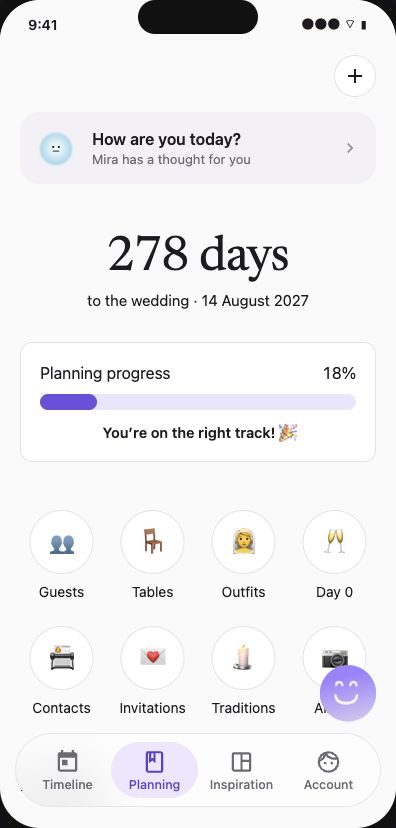 9:41
How are you today?
Mira has a thought for you
278 days
to the wedding · 14 August 2027
Planning progress
18%
You're on the right track! 🎉
Guests
Tables
Outfits
Day 0
Contacts
Invitations
Traditions
Timeline
Planning
Inspiration
Account